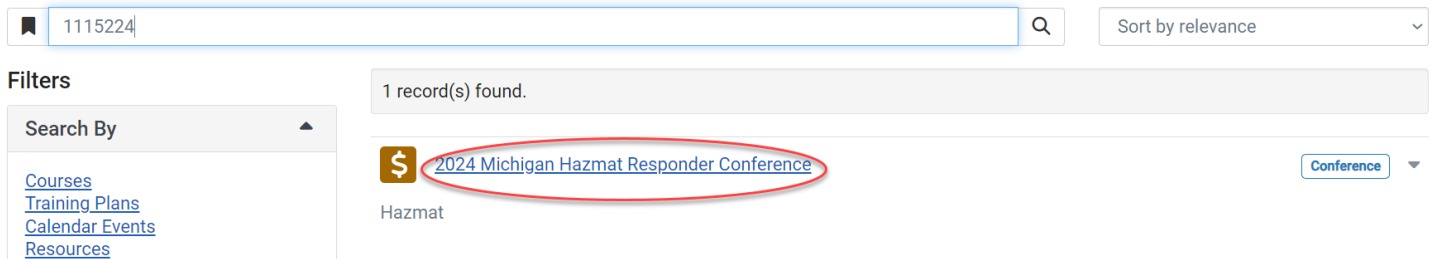 1115224
Sort by relevance
Filters
1 record(s) found.
Search By
$ 2024 Michigan Hazmat Responder Conference
Conference
Hazmat
Courses
Training Plans
Calendar Events
Resources